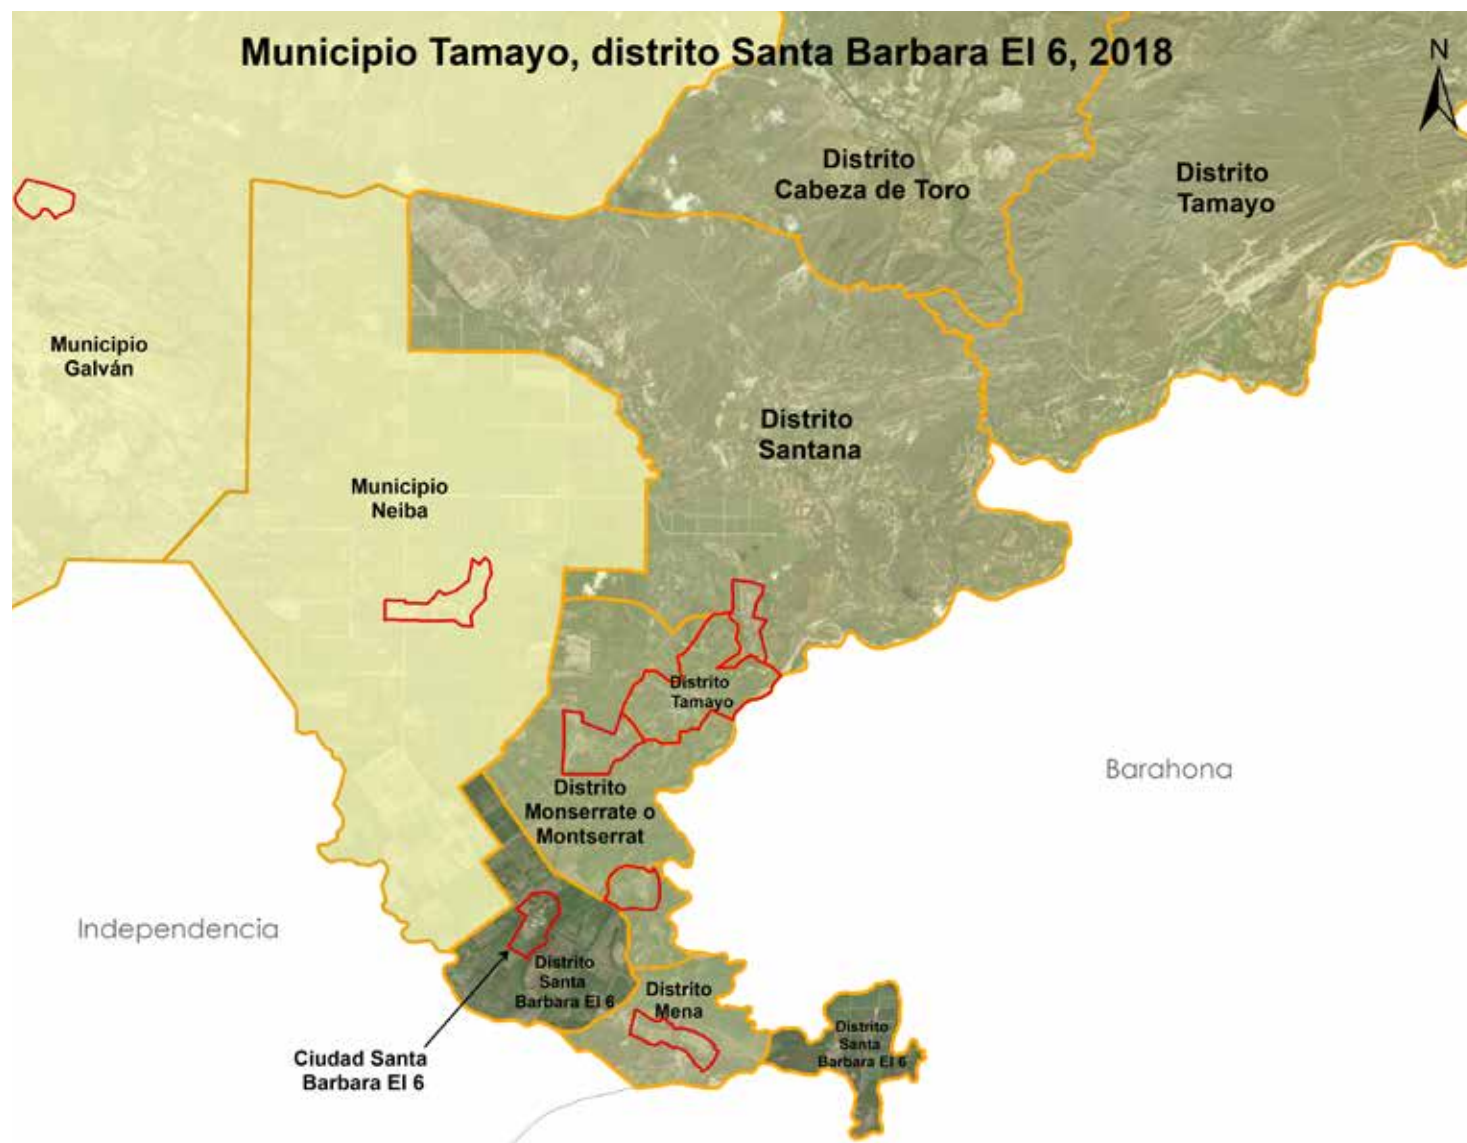 Municipio Tamayo, distrito Santa Barbara El 6, 2018
N
Distrito
Cabeza de Toro
Distrito
Tamayo
Municipio
Galván
Distrito
Santana
Municipio
Neiba
Distrito
Tamayo
Barahona
Distrito
Monserrate o
Montserrat
Independencia
Distrito
Santa
Barbara El 6
Distrito
Mena
Distrito
Santa
Barbara El 6
Ciudad Santa
Barbara El 6